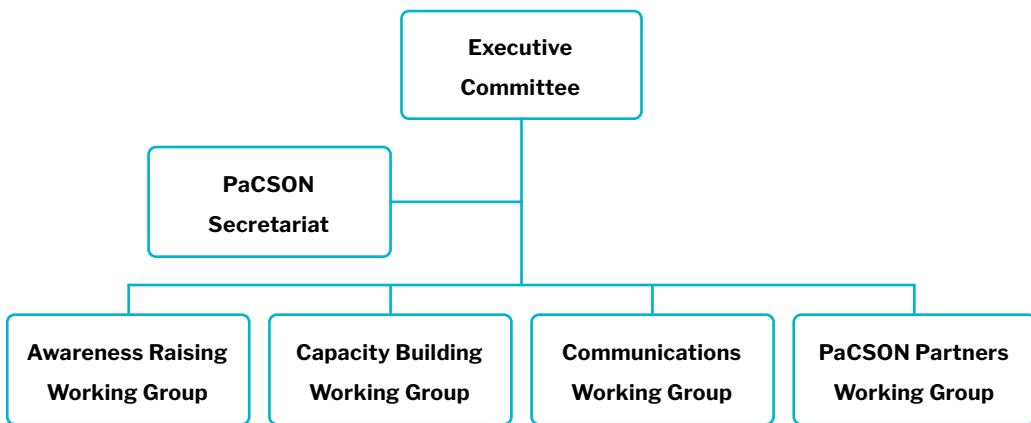 Executive
Committee
PaCSON
Secretariat
Awareness Raising
Working Group
Capacity Building
Working Group
Communications
Working Group
PaCSON Partners
Working Group